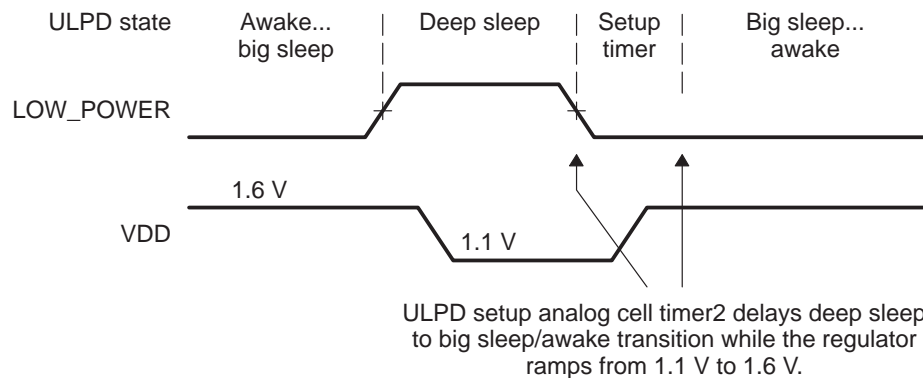 ULPD state
Awake...
big sleep
Deep sleep
Setup
timer
Big sleep...
awake
LOW_POWER
1.6 V
VDD
1.1 V
ULPD setup analog cell timer2 delays deep sleep
to big sleep/awake transition while the regulator
ramps from 1.1 V to 1.6 V.